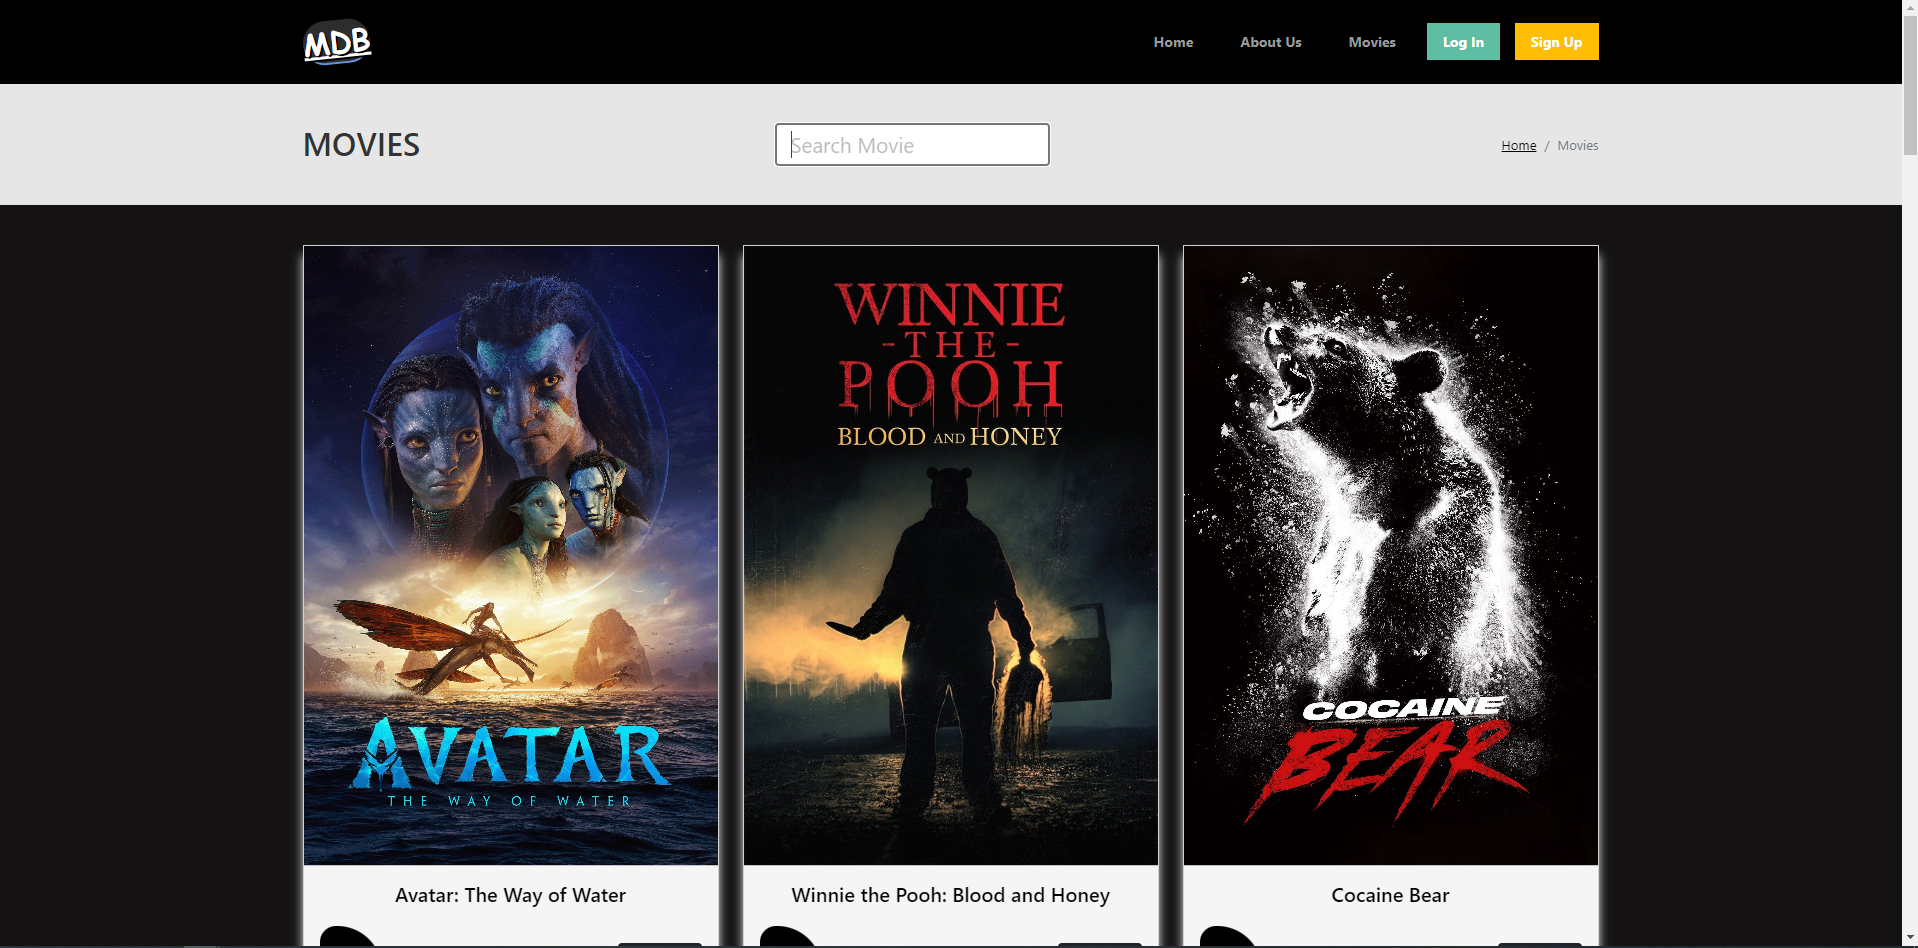 MDB
Home
About Us
Movies
Log In
Sign Up
MOVIES
Search Movie
Home / Movies
AVATAR
THE WAY OF WATER
WINNIE
-THE-
POOH
BLOOD AND HONEY
COCAINE
BEAR
Avatar: The Way of Water
Winnie the Pooh: Blood and Honey
Cocaine Bear